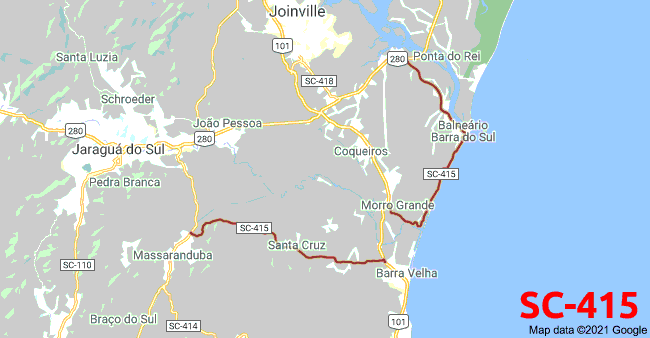 Joinville
101
Santa Luzia
280
Ponta do Rei
SC-418
Schroeder
João Pessoa
Balneário
Barra do Sul
280
280
Jaraguá do Sul
Coqueiros
Pedra Branca
SC-415
Morro Grande
SC-415
Santa Cruz
Massaranduba
SC-110
Barra Velha
SC-415
Braço do Sul
SC-414
101
Map data ©2021 Google